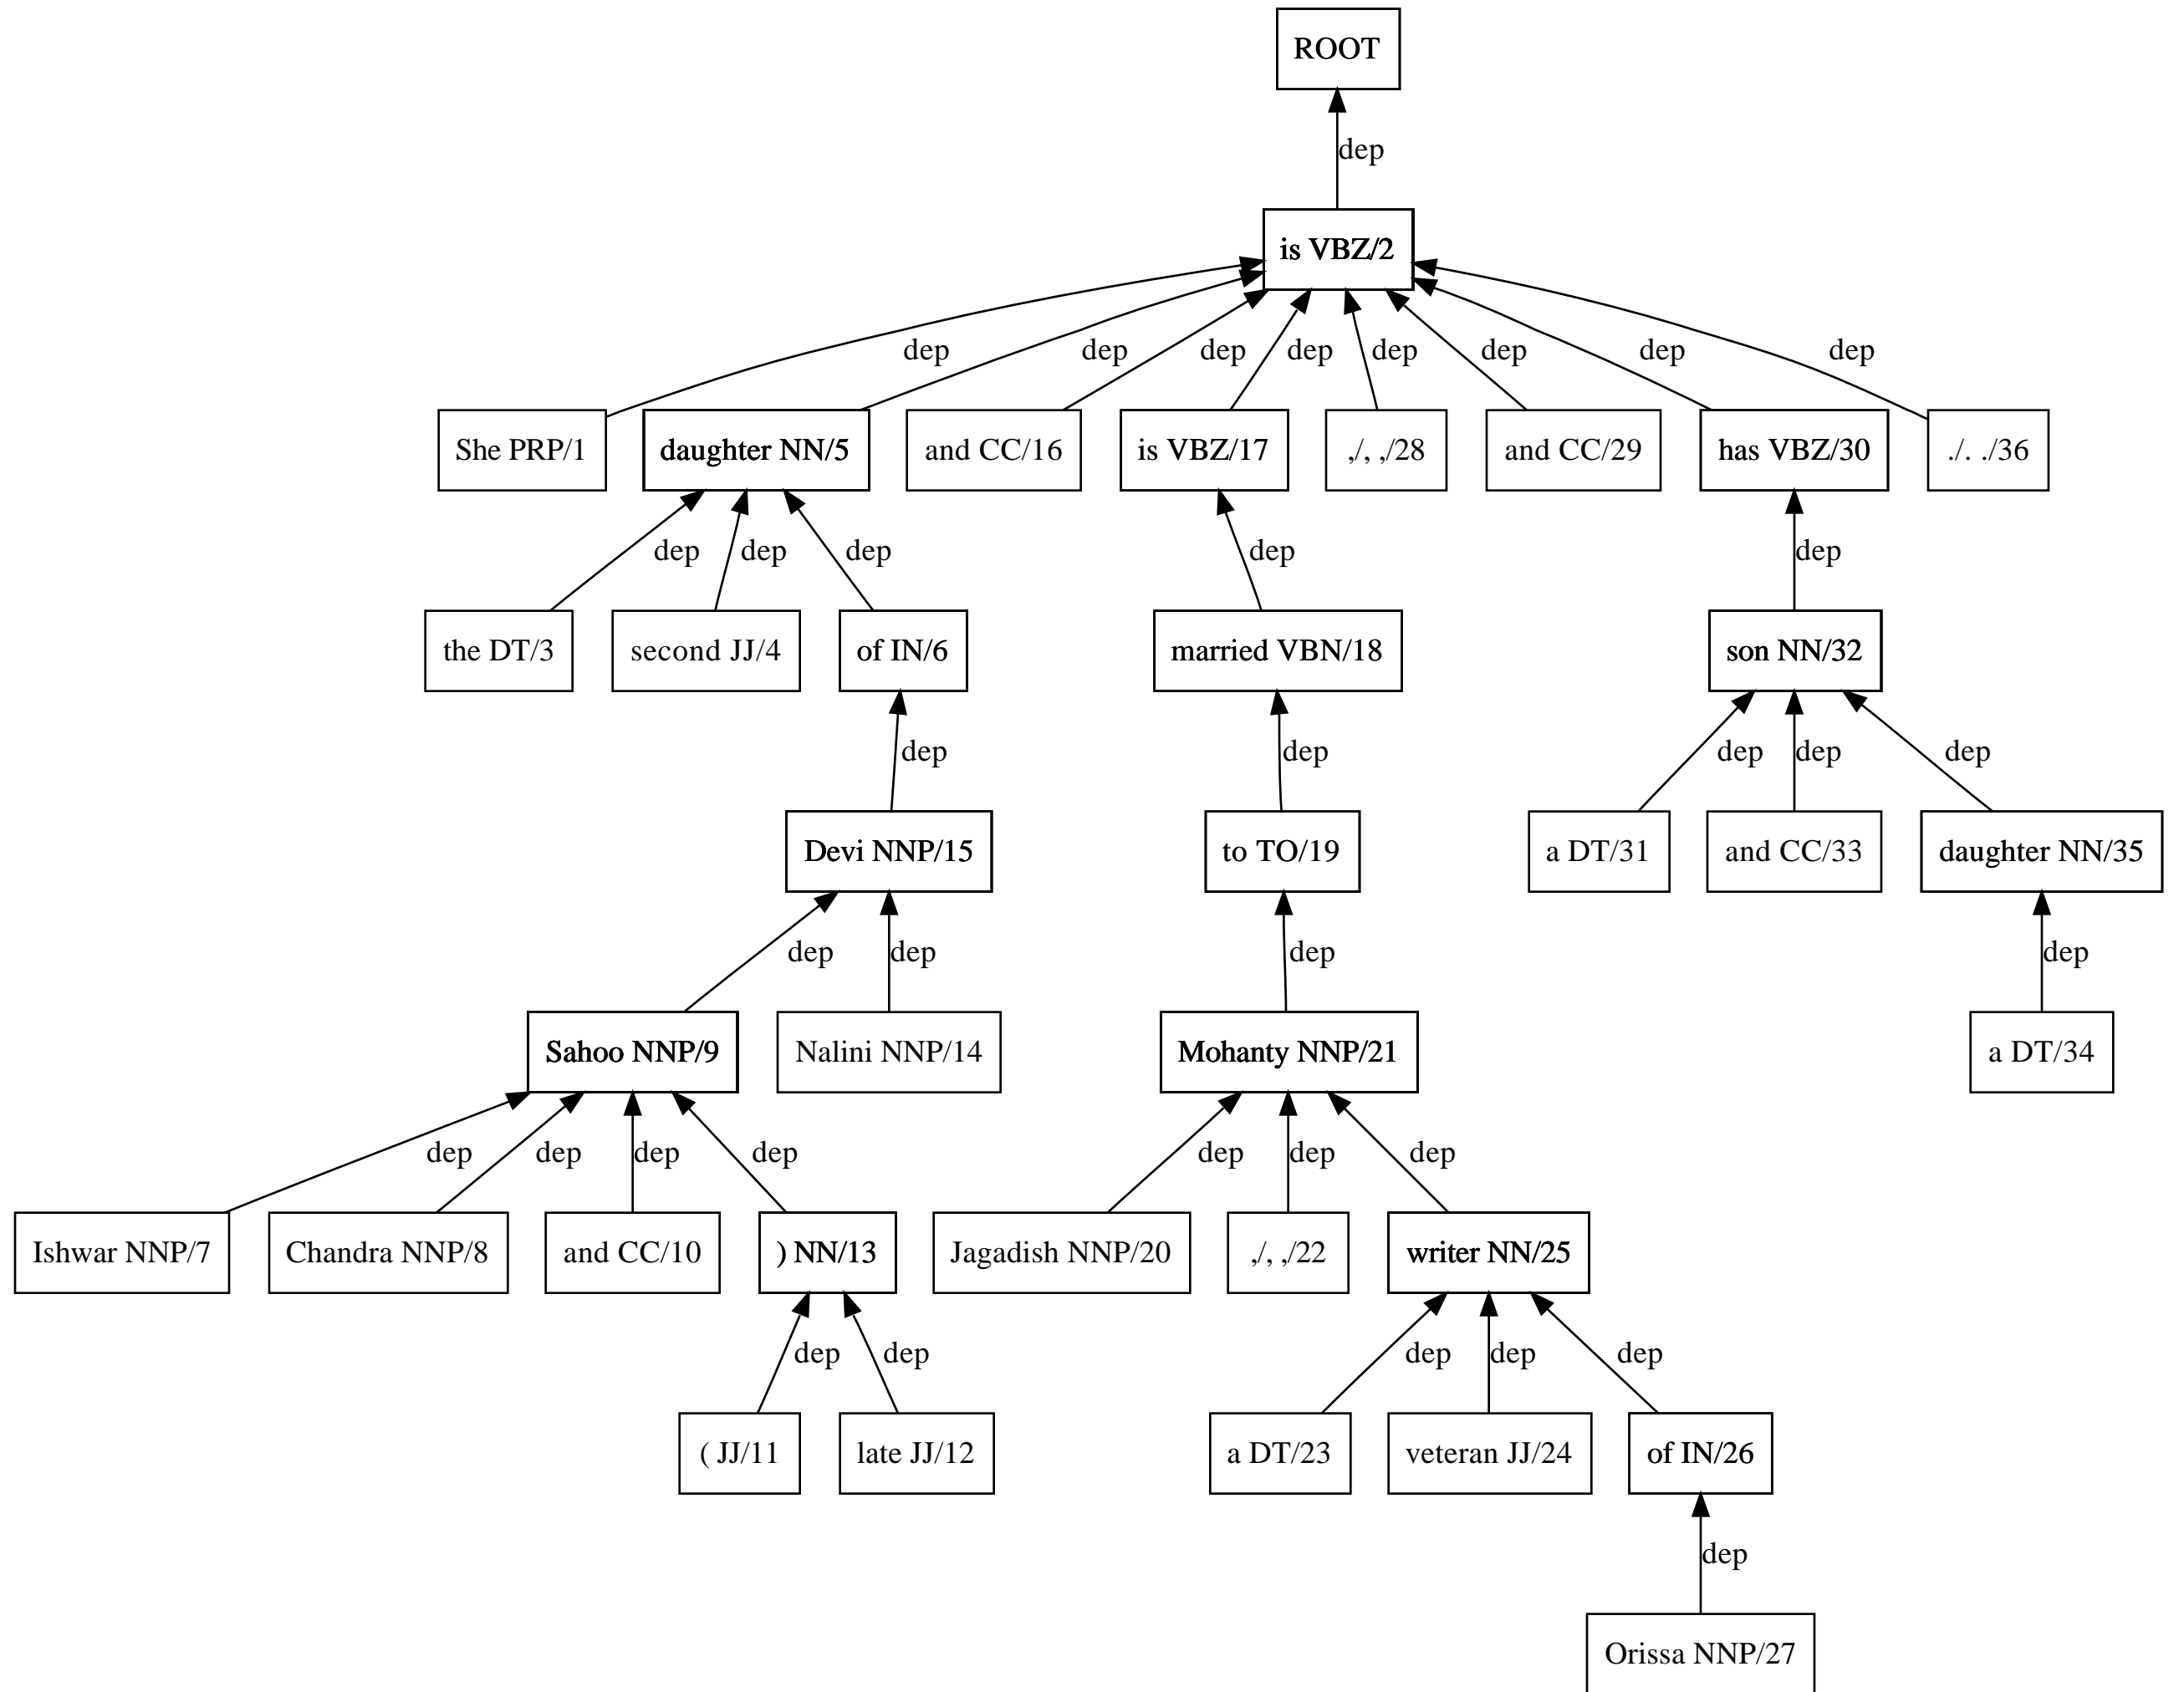 ROOT
dep
is VBZ/2
dep dep dep dep dep dep dep dep
She PRP/1 daughter NN/5 and CC/16 is VBZ/17 ,/, ,/28 and CC/29 has VBZ/30 ./. ./36
dep dep dep dep dep
the DT/3 second JJ/4 of IN/6 married VBN/18 son NN/32
dep dep dep dep dep
Devi NNP/15 to TO/19 a DT/31 and CC/33 daughter NN/35
dep dep dep dep
Sahoo NNP/9 Nalini NNP/14 Mohanty NNP/21 a DT/34
dep dep dep dep dep dep dep
Ishwar NNP/7 Chandra NNP/8 and CC/10 ) NN/13 Jagadish NNP/20 ,/, ,/22 writer NN/25
dep dep dep dep dep
( JJ/11 late JJ/12 a DT/23 veteran JJ/24 of IN/26
dep
Orissa NNP/27